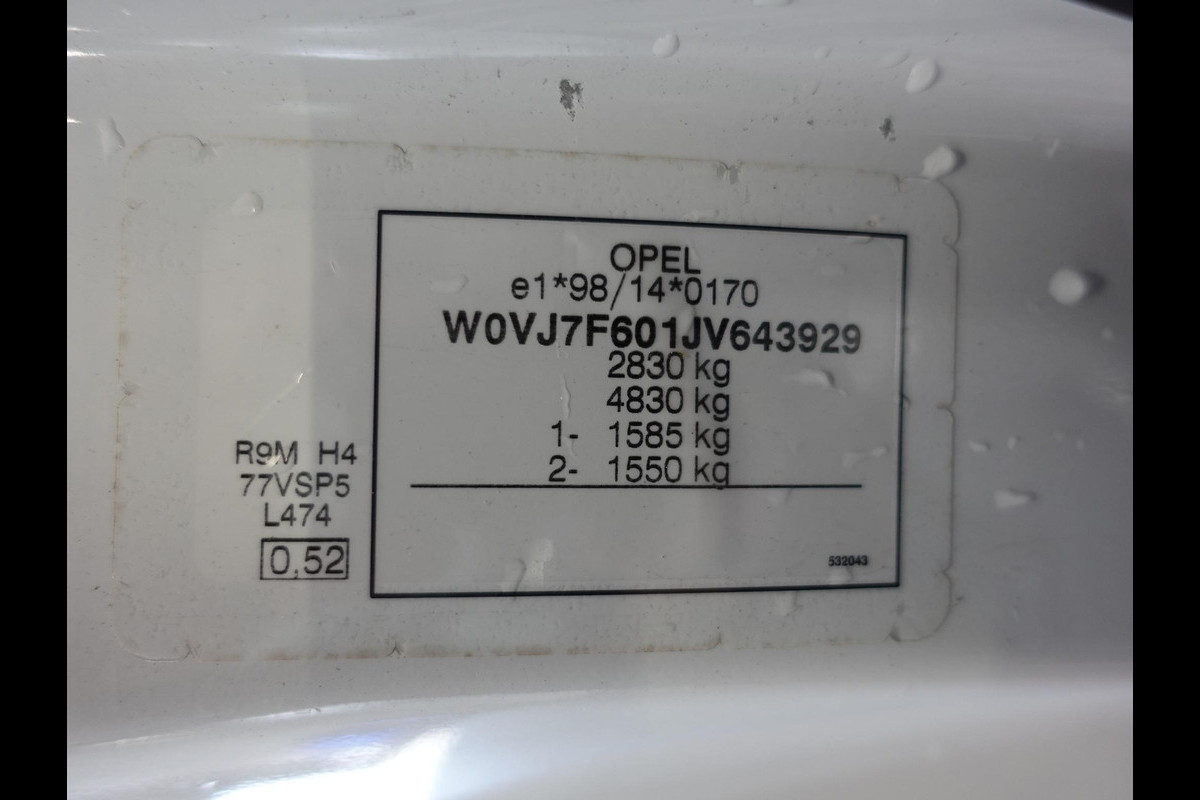 OPEL
e1*98/14*0170
W0VJ7F601JV643929
2830 kg
4830 kg
1- 1585 kg
2- 1550 kg
R9M H4
77VSP5
L474
0,52
532043